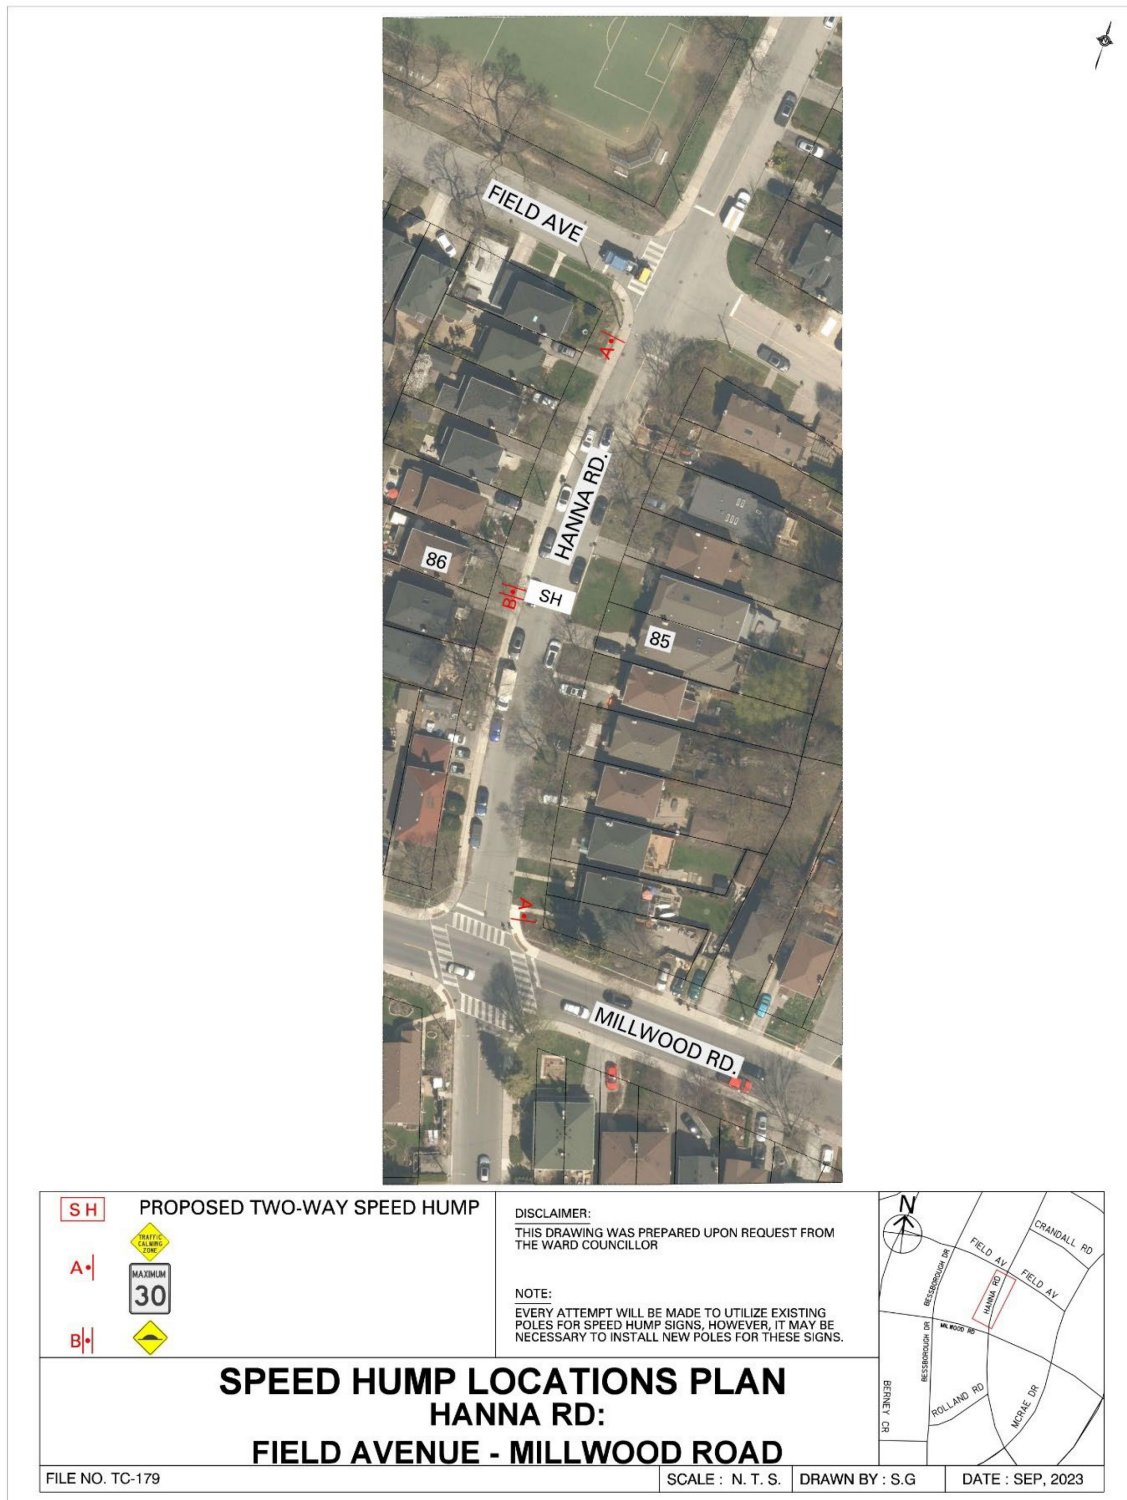 FIELD AVE
A
HANNA RD.
86
B
SH
85
A
MILLWOOD RD.
SH PROPOSED TWO-WAY SPEED HUMP
TRAFFIC
CALMING
ZONE
A
MAXIMUM
30
B
DISCLAIMER:
THIS DRAWING WAS PREPARED UPON REQUEST FROM
THE WARD COUNCILLOR
NOTE:
EVERY ATTEMPT WILL BE MADE TO UTILIZE EXISTING
POLES FOR SPEED HUMP SIGNS, HOWEVER, IT MAY BE
NECESSARY TO INSTALL NEW POLES FOR THESE SIGNS.
N
CRANDALL RD
FIELD AV
FIELD AV
BESSBOROUGH DR
HANNA RD
MILWOOD RD
BESSBOROUGH DR
BERNEY CR
ROLLAND RD
MCRAE DR
SPEED HUMP LOCATIONS PLAN
HANNA RD:
FIELD AVENUE - MILLWOOD ROAD
FILE NO. TC-179
SCALE : N. T. S.
DRAWN BY : S.G
DATE : SEP, 2023